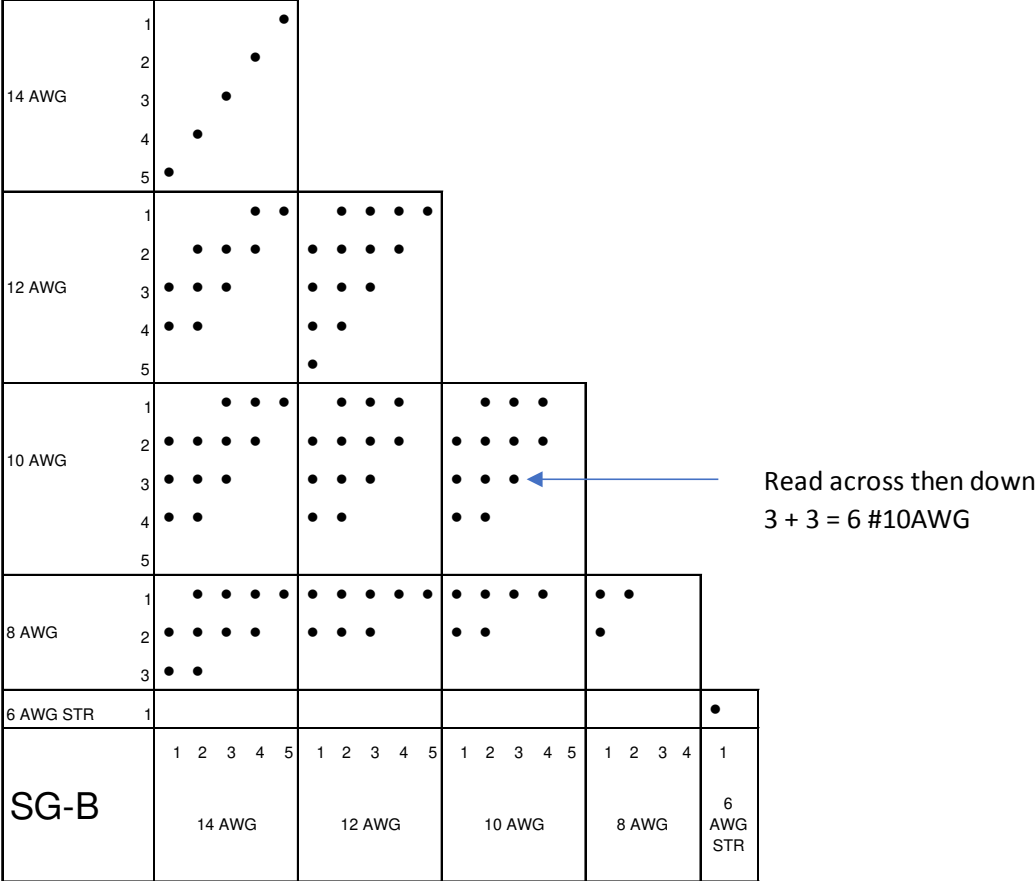 1
2
14 AWG 3
4
5
1
2
12 AWG 3
4
5
1
2
10 AWG 3
4
5
Read across then down
3 + 3 = 6 #10AWG
1
8 AWG 2
3
6 AWG STR 1
1 2 3 4 5 1 2 3 4 5 1 2 3 4 5 1 2 3 4 1
SG-B
14 AWG 12 AWG 10 AWG 8 AWG
6
AWG
STR